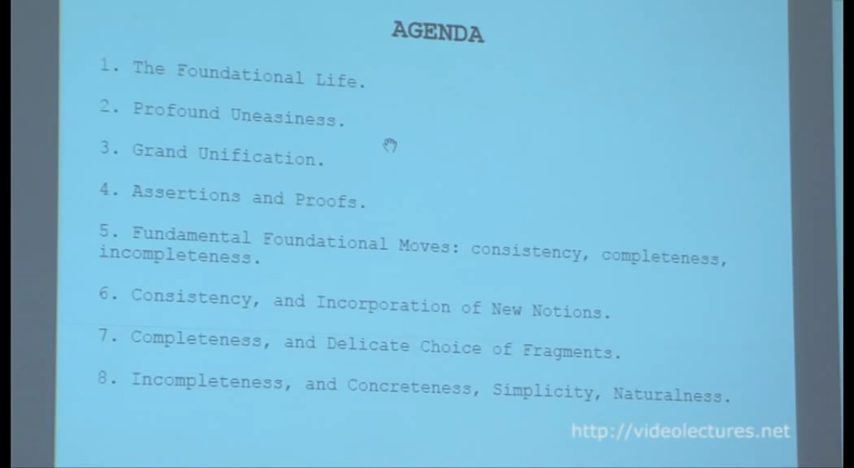 AGENDA
1. The Foundational Life.
2. Profound Uneasiness.
3. Grand Unification.
4. Assertions and Proofs.
5. Fundamental Foundational Moves: consistency, completeness,
incompleteness.
6. Consistency, and Incorporation of New Notions.
7. Completeness, and Delicate Choice of Fragments.
8. Incompleteness, and Concreteness, Simplicity, Naturalness.
http://videolectures.net